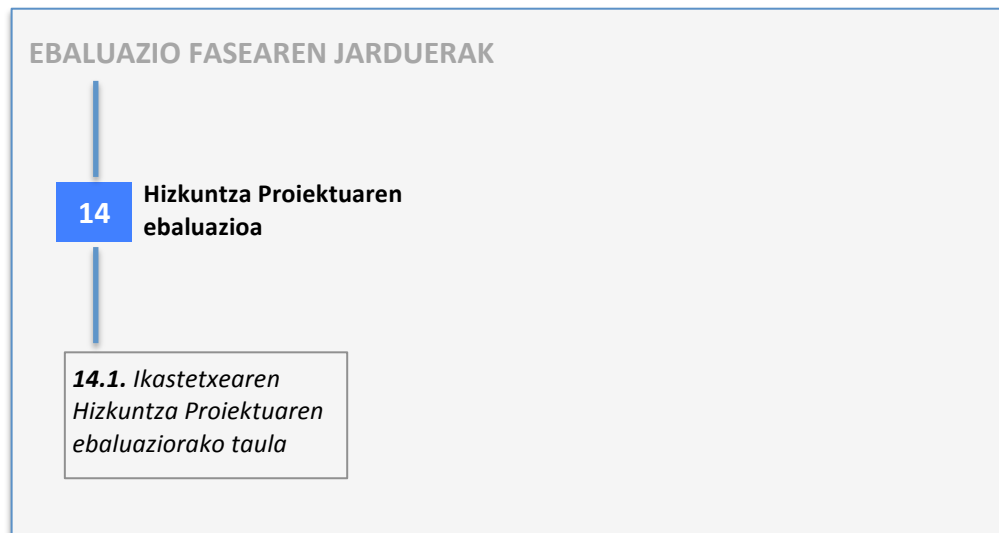 EBALUAZIO FASEAREN JARDUERAK
14
Hizkuntza Proiektuaren
ebaluazioa
14.1. Ikastetxearen
Hizkuntza Proiektuaren
ebaluaziorako taula